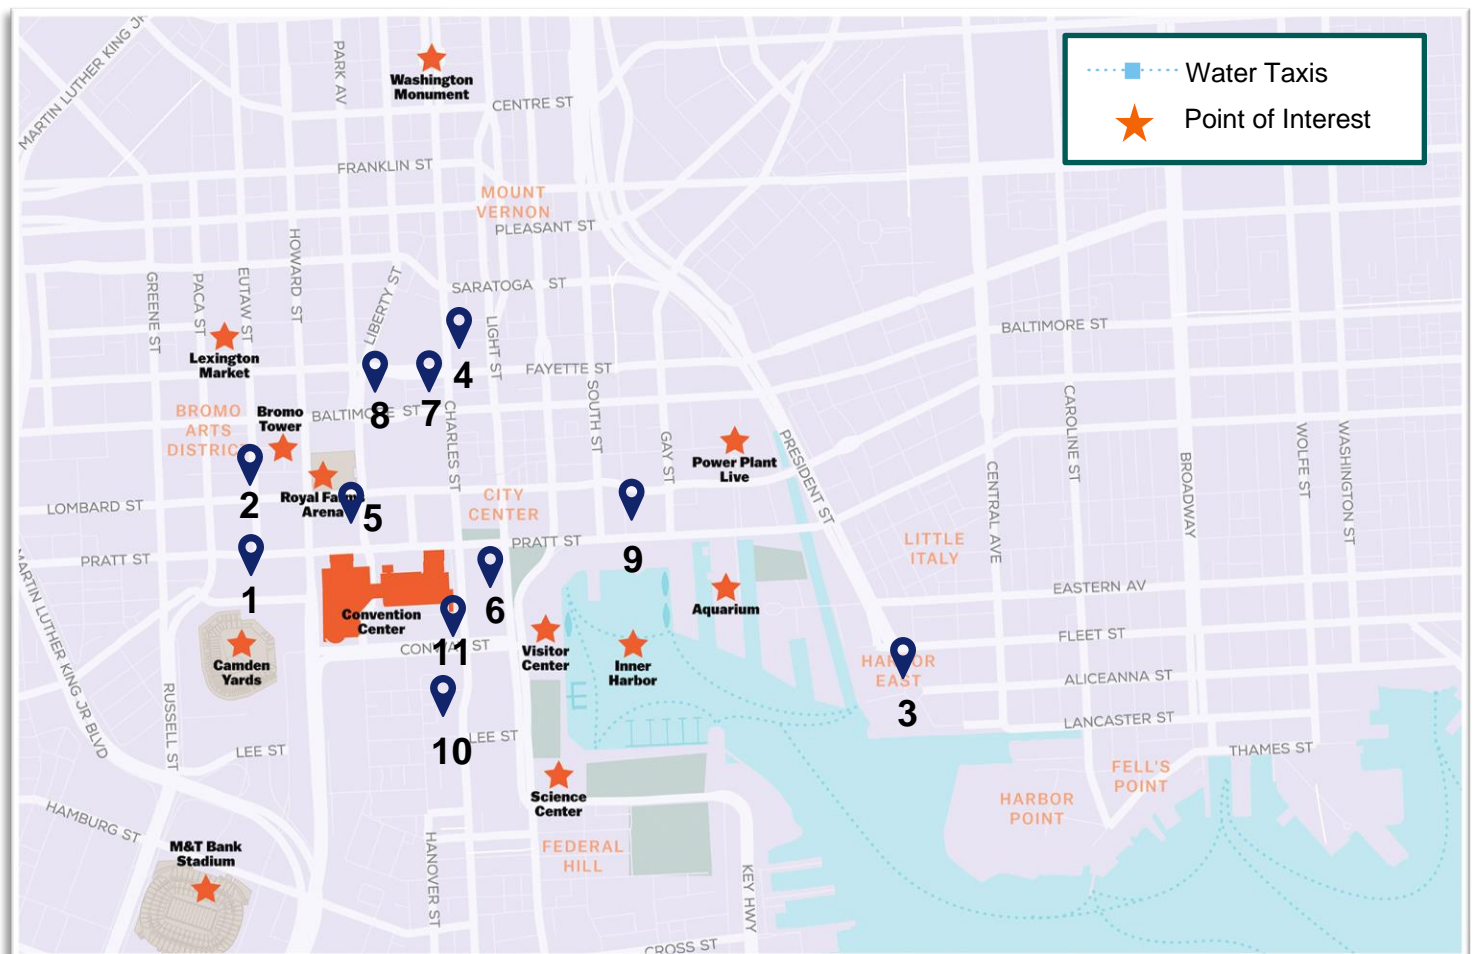 MARTIN LUTHER KING JR
PARK AV
Washington
Monument
CENTRE ST
Water Taxis
Point of Interest
FRANKLIN ST
MOUNT
VERNON
PLEASANT ST
HOWARD ST
GREENE ST
PACA ST
EUTAW ST
LIBERTY ST
SARATOGA ST
LIGHT ST
BALTIMORE ST
Lexington
Market
4
FAYETTE ST
8
7
BROMO
ARTS
DISTRIC
Bromo
Tower
BALTIMORE ST
CHARLES ST
SOUTH ST
GAY ST
Power Plant
Live
PRESIDENT ST
CENTRAL AVE
CAROLINE ST
BROADWAY
WOLFE ST
WASHINGTON ST
LOMBARD ST
2
Royal Farms
Arena
5
CITY
CENTER
PRATT ST
PRATT ST
9
LITTLE
ITALY
1
6
Convention
Center
Aquarium
EASTERN AV
MARTIN LUTHER KING JR BLVD
Camden
Yards
11
CONWAY ST
Visitor
Center
Inner
Harbor
HARBOR
EAST
3
FLEET ST
ALICEANNA ST
LANCASTER ST
THAMES ST
RUSSELL ST
LEE ST
10
LEE ST
Science
Center
HARBOR
POINT
FELL'S
POINT
HAMBURG ST
M&T Bank
Stadium
HANOVER ST
FEDERAL
HILL
KEY HWY
CROSS ST